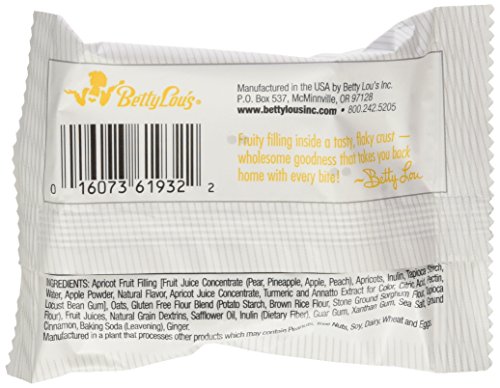 Betty Lou's®
Manufactured in the USA by Betty Lou's Inc.
P.O. Box 537, McMinnville, OR 97128
www.bettylousinc.com • 800.242.5205
Fruity filling inside a tasty, flaky crust —
wholesome goodness that takes you back
home with every bite!
~Betty Lou
0 16073 61932 2
INGREDIENTS: Apricot Fruit Filling [Fruit Juice Concentrate (Pear, Pineapple, Apple, Peach), Apricots, Inulin, Tapioca Starch,
Water, Apple Powder, Natural Flavor, Apricot Juice Concentrate, Turmeric and Annatto Extract for Color, Citric Acid, Pectin,
Locust Bean Gum], Oats, Gluten Free Flour Blend (Potato Starch, Brown Rice Flour, Stone Ground Sorghum Flour, Tapioca
Flour), Fruit Juices, Natural Grain Dextrins, Safflower Oil, Inulin (Dietary Fiber), Guar Gum, Xanthan Gum, Sea Salt, Ground
Cinnamon, Baking Soda (Leavening), Ginger.
Manufactured in a plant that processes other products which may contain Peanuts, Tree Nuts, Soy, Dairy, Wheat and Eggs.